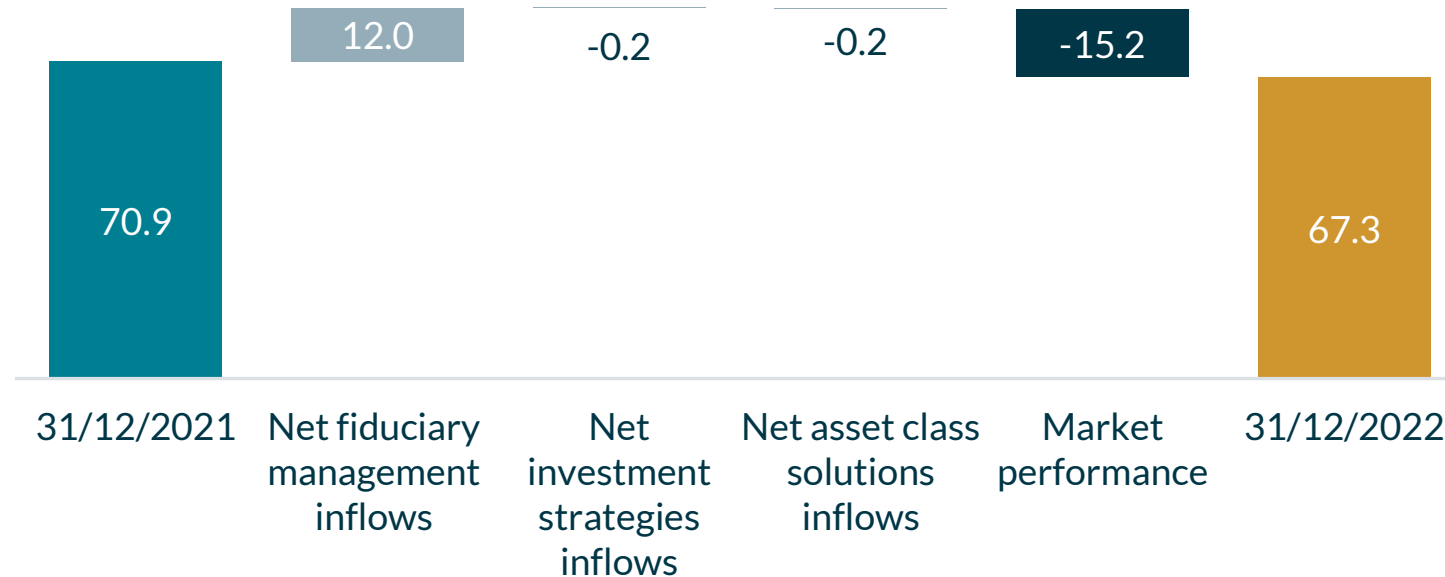 12.0
-0.2
-0.2
-15.2
70.9
67.3
31/12/2021
Net fiduciary
management
inflows
Net
investment
strategies
inflows
Net asset class
solutions
inflows
Market
performance
31/12/2022